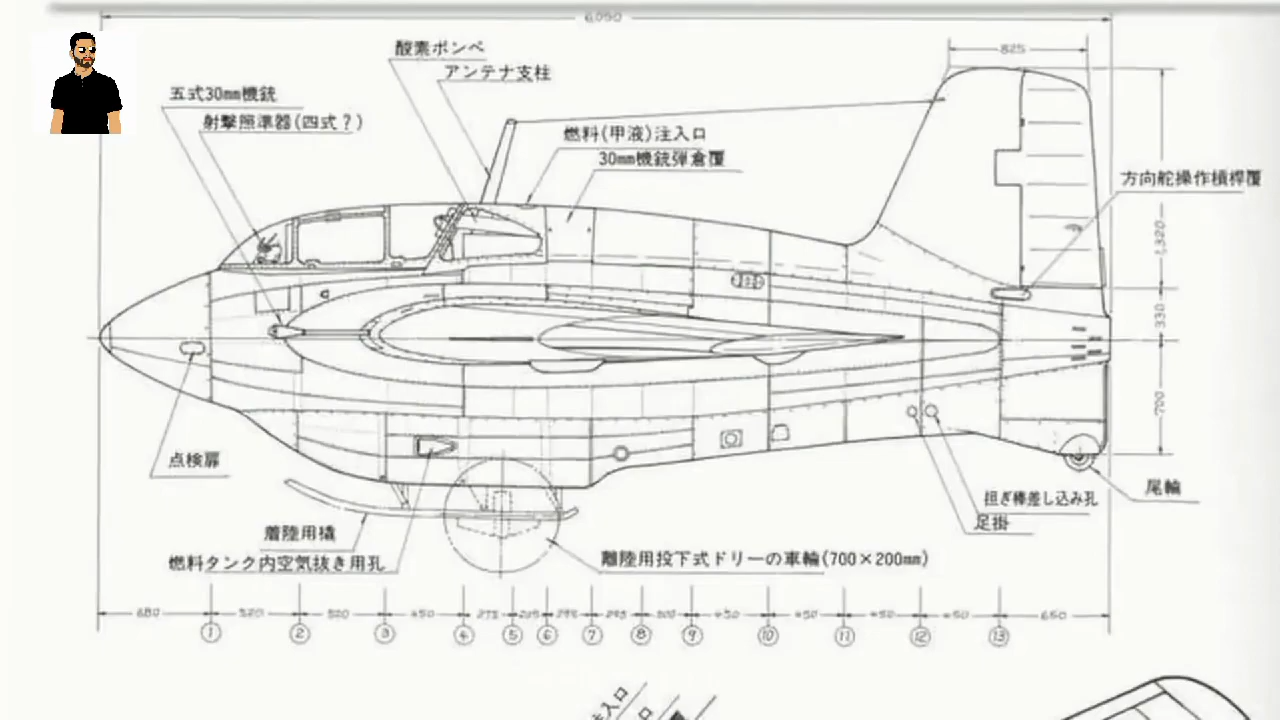 6,050
825
酸素ボンベ
アンテナ支柱
五式30mm機銃
射撃照準器(四式?)
燃料(甲液)注入口
30mm機銃弾倉覆
方向舵操作槓桿覆
1,320
330
700
点検扉
尾輪
担ぎ棒差し込み孔
足掛
着陸用橇
燃料タンク内空気抜き用孔
離陸用投下式ドリーの車輪(700×200mm)
680 520 520 450 275 295 450 450 450 450 650
① ② ③ ④ ⑤ ⑥ ⑦ ⑧ ⑨ ⑩ ⑪ ⑫ ⑬
注入口
口